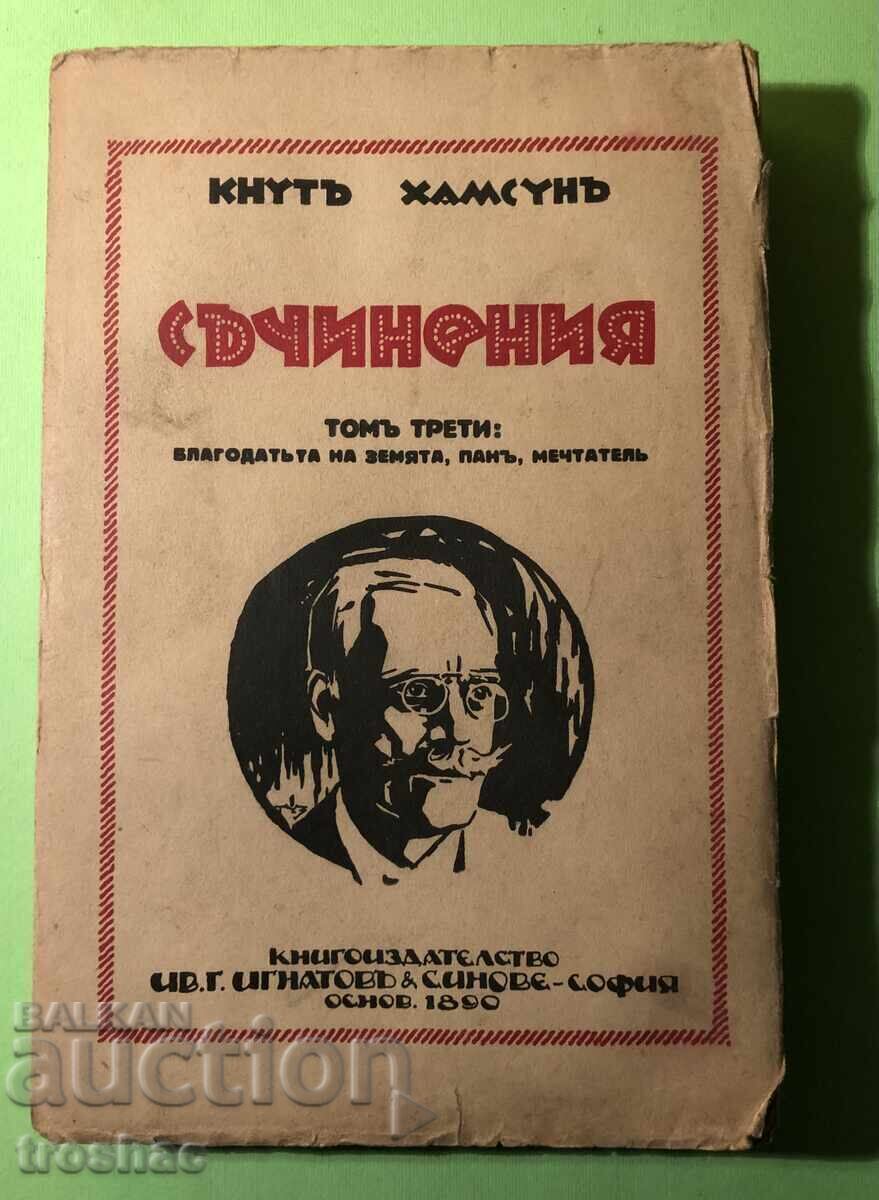 КНУТЪ ХАМСУНЪ
СЪЧИНЕНИЯ
ТОМЪ ТРЕТИ:
БЛАГОДАТЬТА НА ЗЕМЯТА, ПАНЪ, МЕЧТАТЕЛЬ
КНИГОИЗДАТЕЛСТВО
ИВ. Г. ИГНАТОВЪ & СИНОВЕ - СОФИЯ
ОСНОВ. 1890
BALKAN
auction
troshac